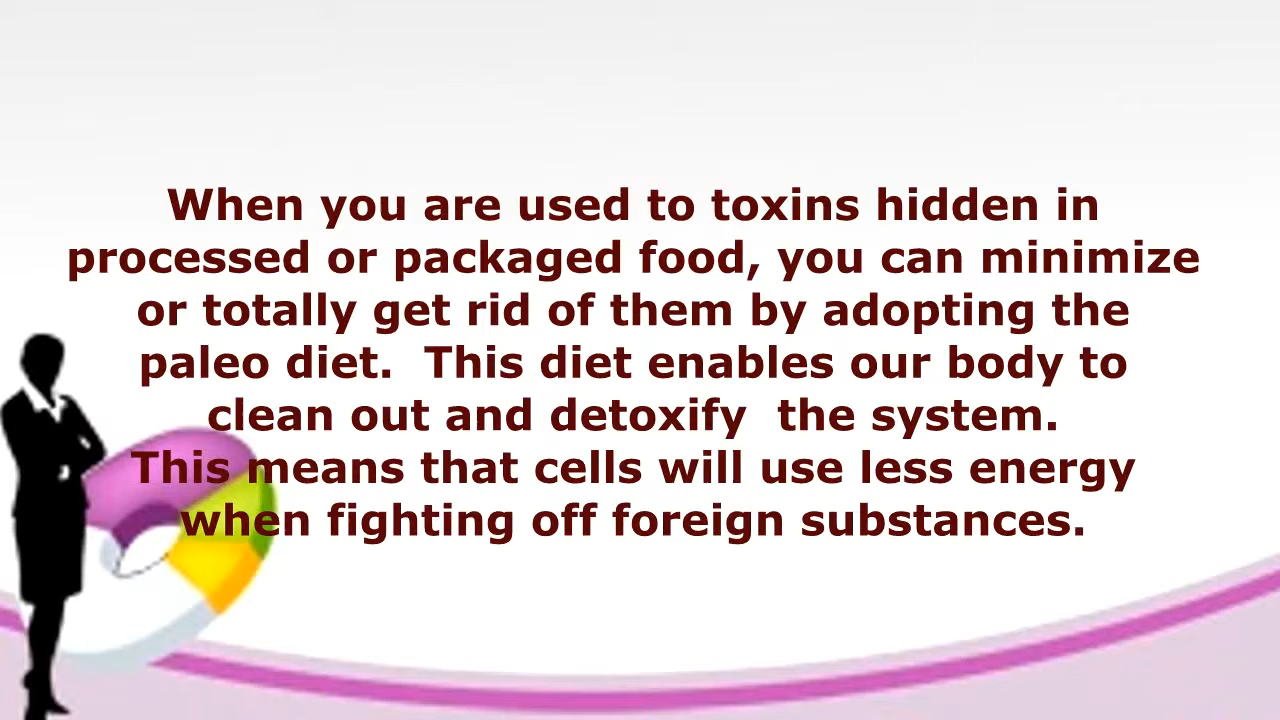 When you are used to toxins hidden in
processed or packaged food, you can minimize
or totally get rid of them by adopting the
paleo diet.  This diet enables our body to
clean out and detoxify  the system.
This means that cells will use less energy
when fighting off foreign substances.